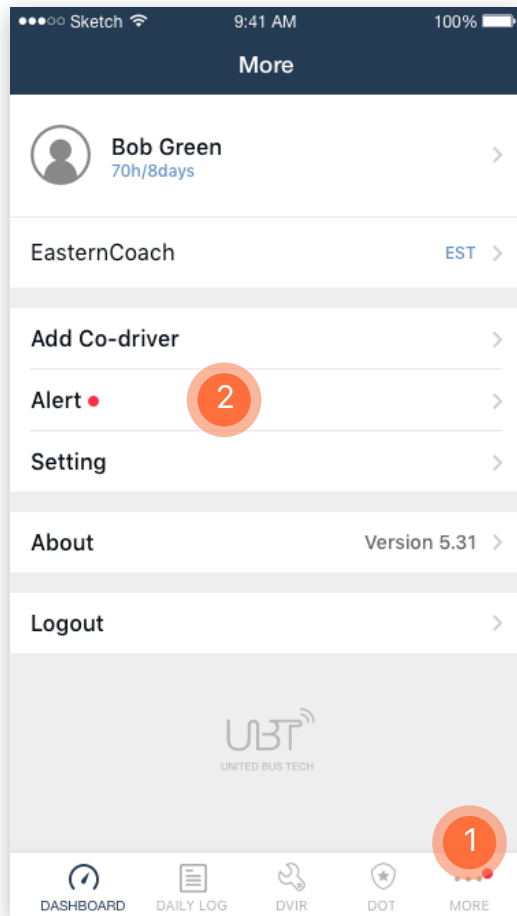 Sketch 9:41 AM 100%
More
Bob Green
70h/8days
EasternCoach EST
Add Co-driver
Alert 2
Setting
About Version 5.31
Logout
UBT
UNITED BUS TECH
1
DASHBOARD DAILY LOG DVIR DOT MORE